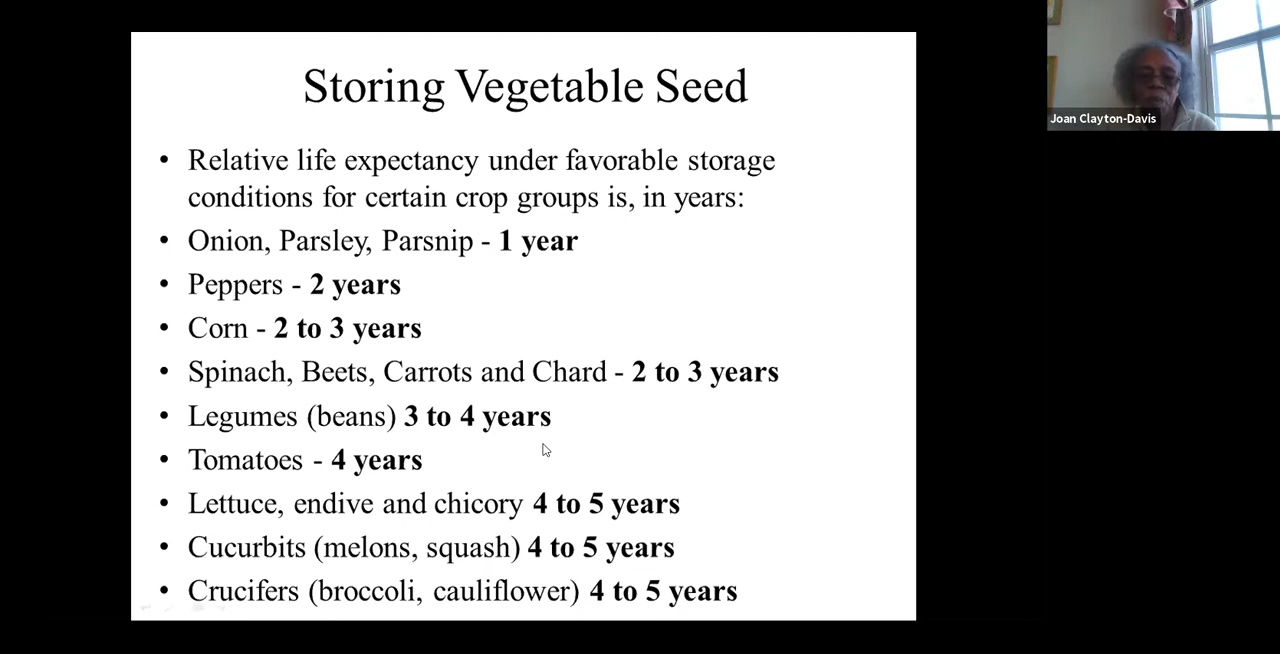 Storing Vegetable Seed
• Relative life expectancy under favorable storage
conditions for certain crop groups is, in years:
• Onion, Parsley, Parsnip - 1 year
• Peppers - 2 years
• Corn - 2 to 3 years
• Spinach, Beets, Carrots and Chard - 2 to 3 years
• Legumes (beans) 3 to 4 years
• Tomatoes - 4 years
• Lettuce, endive and chicory 4 to 5 years
• Cucurbits (melons, squash) 4 to 5 years
• Crucifers (broccoli, cauliflower) 4 to 5 years
Joan Clayton-Davis